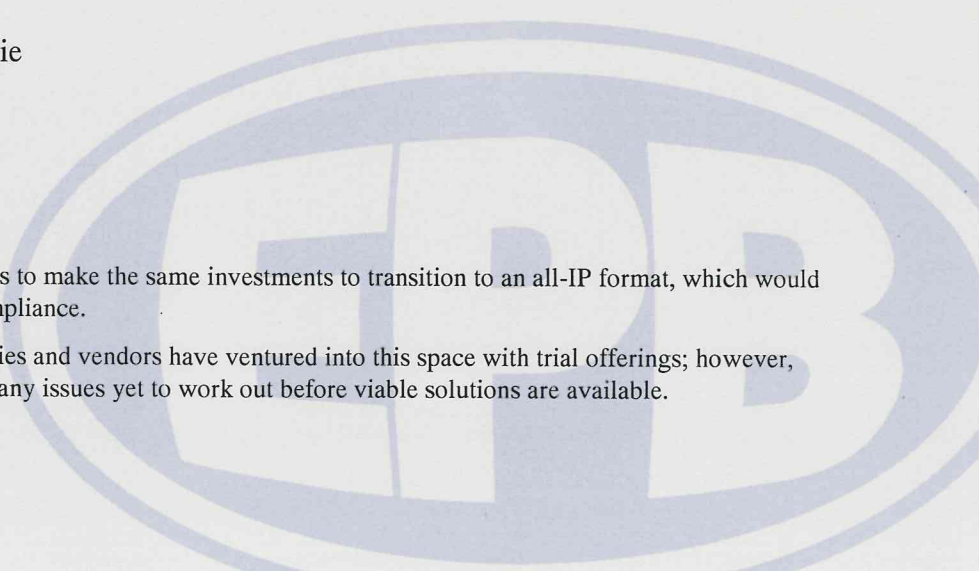 ie
s to make the same investments to transition to an all-IP format, which would
pliance.
ies and vendors have ventured into this space with trial offerings; however,
any issues yet to work out before viable solutions are available.
EPB